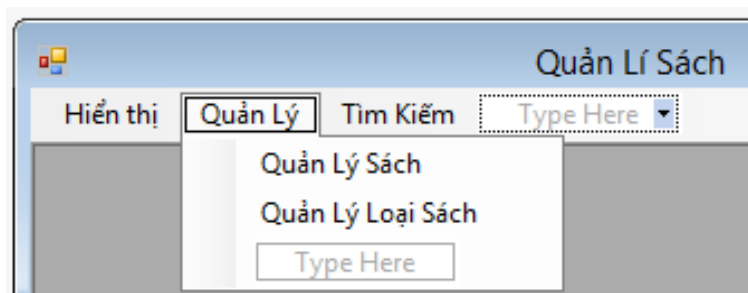 Quản Lí Sách
Hiển thị Quản Lý Tìm Kiếm Type Here
Quản Lý Sách
Quản Lý Loại Sách
Type Here